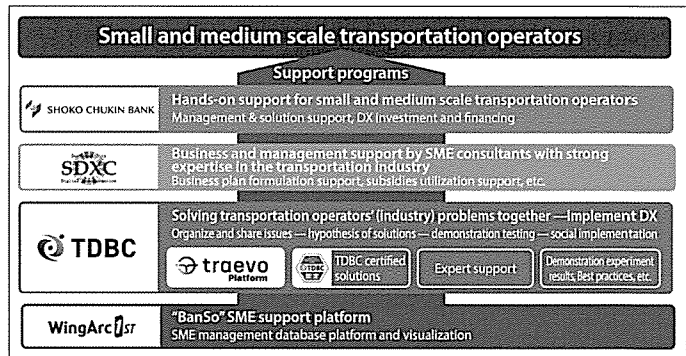 Small and medium scale transportation operators
Support programs
SHOKO CHUKIN BANK
Hands-on support for small and medium scale transportation operators
Management & solution support, DX investment and financing
SDXC
Business and management support by SME consultants with strong
expertise in the transportation industry
Business plan formulation support, subsidies utilization support, etc.
TDBC
Solving transportation operators' (industry) problems together —Implement DX
Organize and share issues — hypothesis of solutions — demonstration testing — social implementation
traevo
Platform
TDBC
TDBC certified
solutions
Expert support
Demonstration experiment
results, Best practices, etc.
WingArc1ST
"BanSo" SME support platform
SME management database platform and visualization